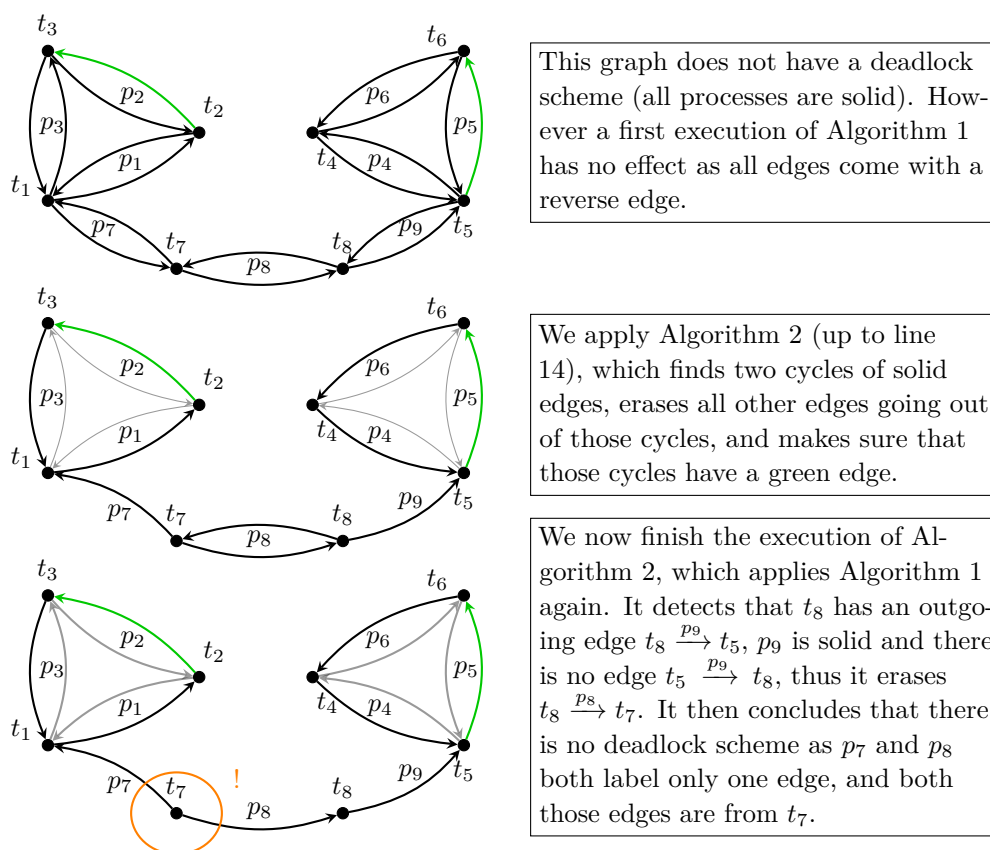 t3
t6
p2
t2
p6
p3
p5
p1
t4
p4
t1
t5
p7
t7
p8
t8
p9
This graph does not have a deadlock
scheme (all processes are solid). How-
ever a first execution of Algorithm 1
has no effect as all edges come with a
reverse edge.
t3
t6
p2
t2
p6
p3
p5
p1
t4
p4
t1
t5
p7
t7
p8
t8
p9
We apply Algorithm 2 (up to line
14), which finds two cycles of solid
edges, erases all other edges going out
of those cycles, and makes sure that
those cycles have a green edge.
t3
t6
p2
t2
p6
p3
p5
p1
t4
p4
t1
t5
p7
t7
!
p8
t8
p9
We now finish the execution of Al-
gorithm 2, which applies Algorithm 1
again. It detects that t8 has an outgo-
ing edge t8 —p9→ t5, p9 is solid and there
is no edge t5 —p9→ t8, thus it erases
t8 —p8→ t7. It then concludes that there
is no deadlock scheme as p7 and p8
both label only one edge, and both
those edges are from t7.